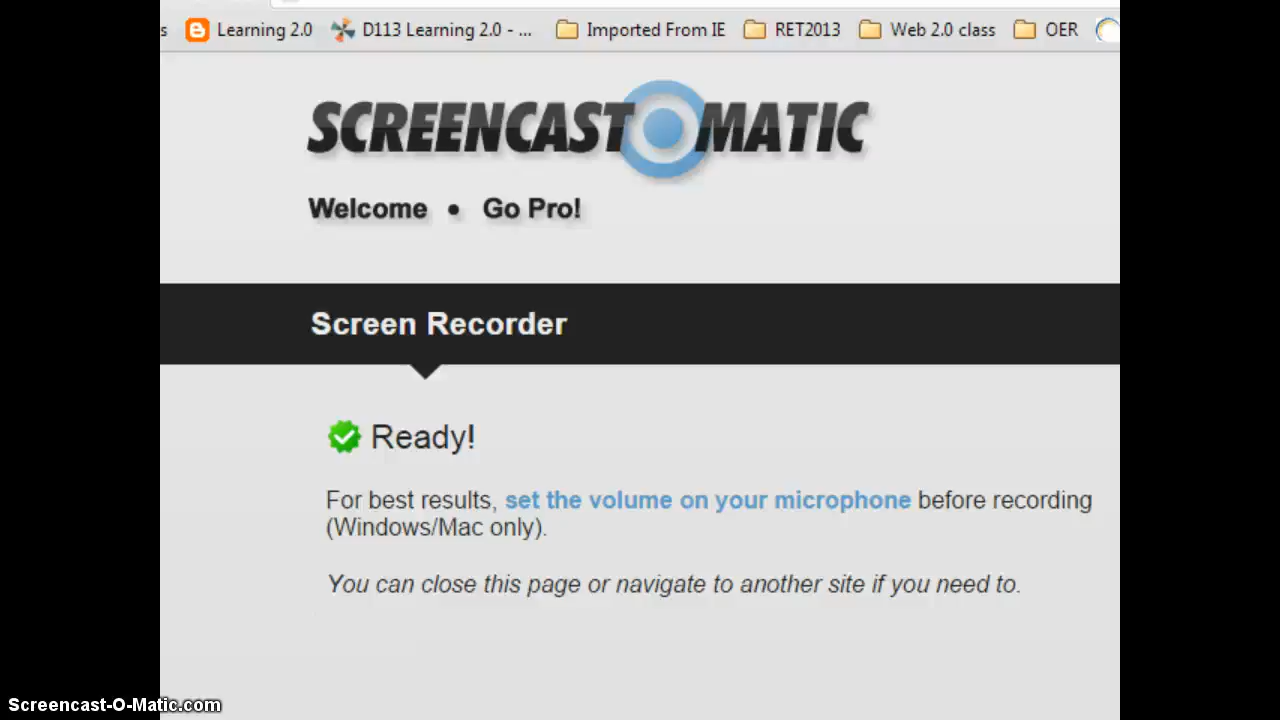 s Learning 2.0 D113 Learning 2.0 - ... Imported From IE RET2013 Web 2.0 class OER
SCREENCAST O MATIC
Welcome • Go Pro!
Screen Recorder
Ready!
For best results, set the volume on your microphone before recording
(Windows/Mac only).
You can close this page or navigate to another site if you need to.
Screencast-O-Matic.com